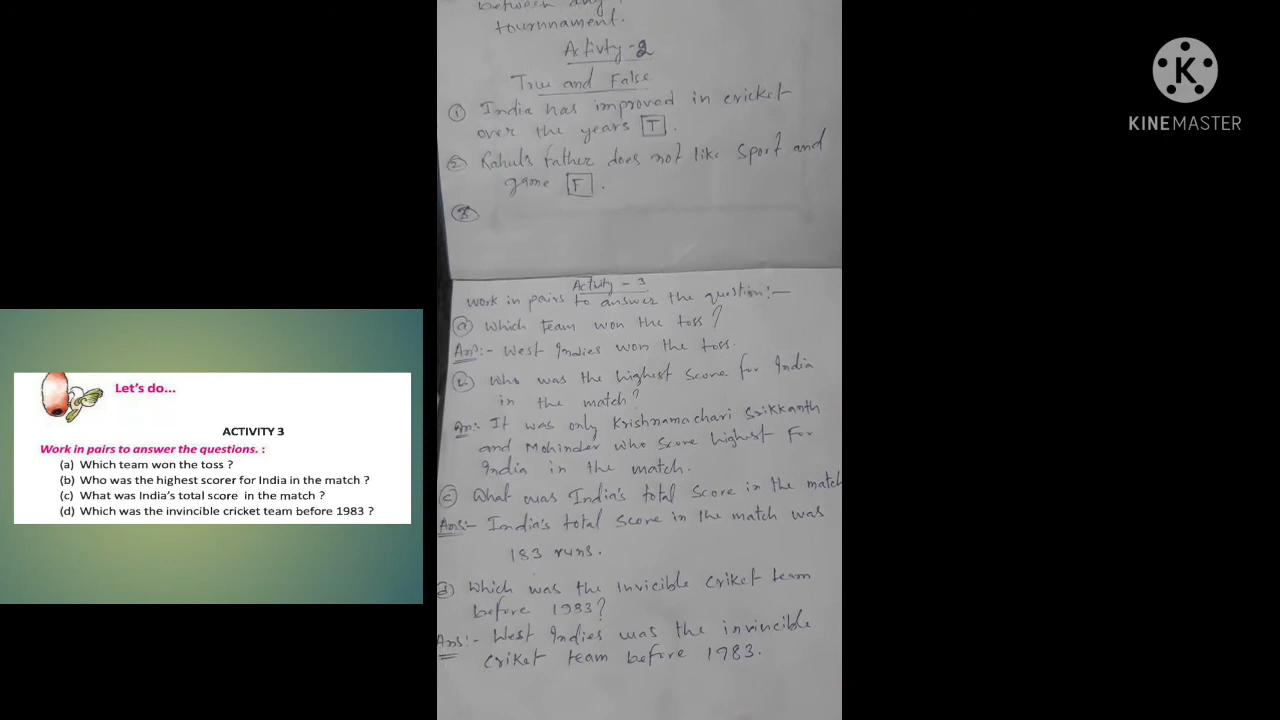 between any
tournnament.
Activty-2
True and False
① India has improved in cricket
over the years T.
② Rahul's Father does not like Sport and
game F.
③
Activity - 3
Work in pairs to answer the question:—
ⓐ Which team won the toss?
Ans:- West Indies won the toss.
ⓑ Who was the highest score for India
in the match?
Ans:- It was only Krishnamachari Srikkanth
and Mohinder who score highest for
India in the match.
ⓒ What was India's total Score in the match
Ans:- India's total score in the match was
183 runs.
ⓓ Which was the invicible criket team
before 1983?
Ans:- West Indies was the invincible
criket team before 1983.
Let's do...
ACTIVITY 3
Work in pairs to answer the questions. :
(a) Which team won the toss ?
(b) Who was the highest scorer for India in the match ?
(c) What was India's total score in the match ?
(d) Which was the invincible cricket team before 1983 ?
K
KINEMASTER